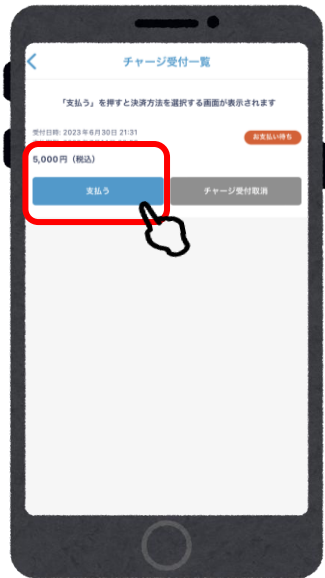 チャージ受付一覧
「支払う」を押すと決済方法を選択する画面が表示されます
受付日時: 2023年6月30日 21:31
お支払い待ち
5,000円（税込）
支払う
チャージ受付取消